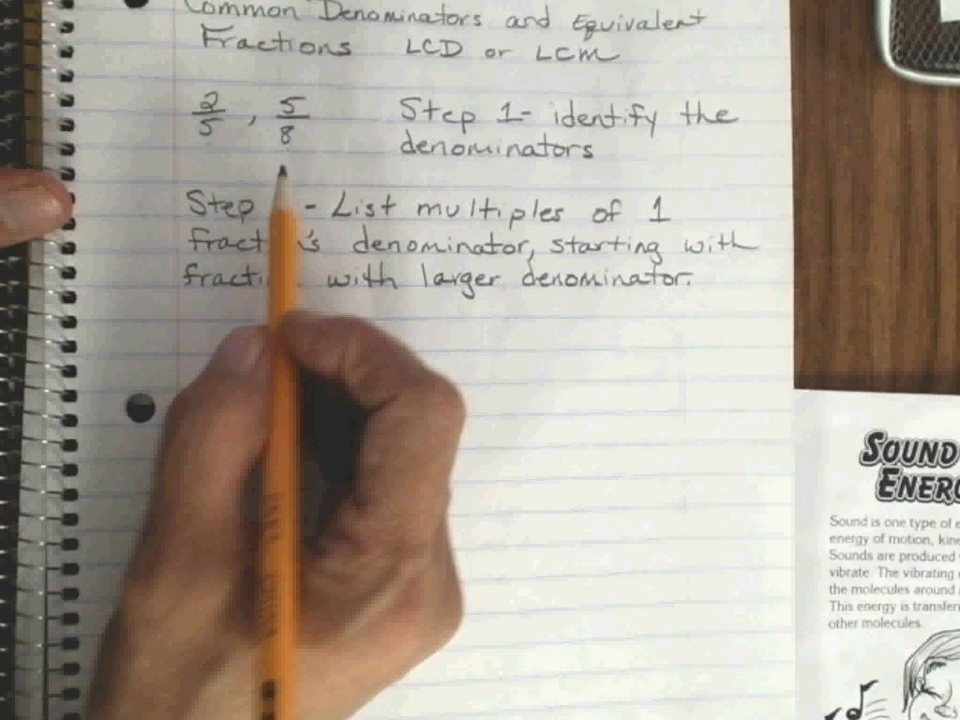 Common Denominators and Equivalent
Fractions LCD or LCM
2/5 , 5/8
Step 1- identify the
denominators
Step - List multiples of 1
fract 's denominator, starting with
fracti with larger denominator.
SOUND
ENERG
Sound is one type of e
energy of motion, kine
Sounds are produced
vibrate. The vibrating
the molecules around
This energy is transfer
other molecules.